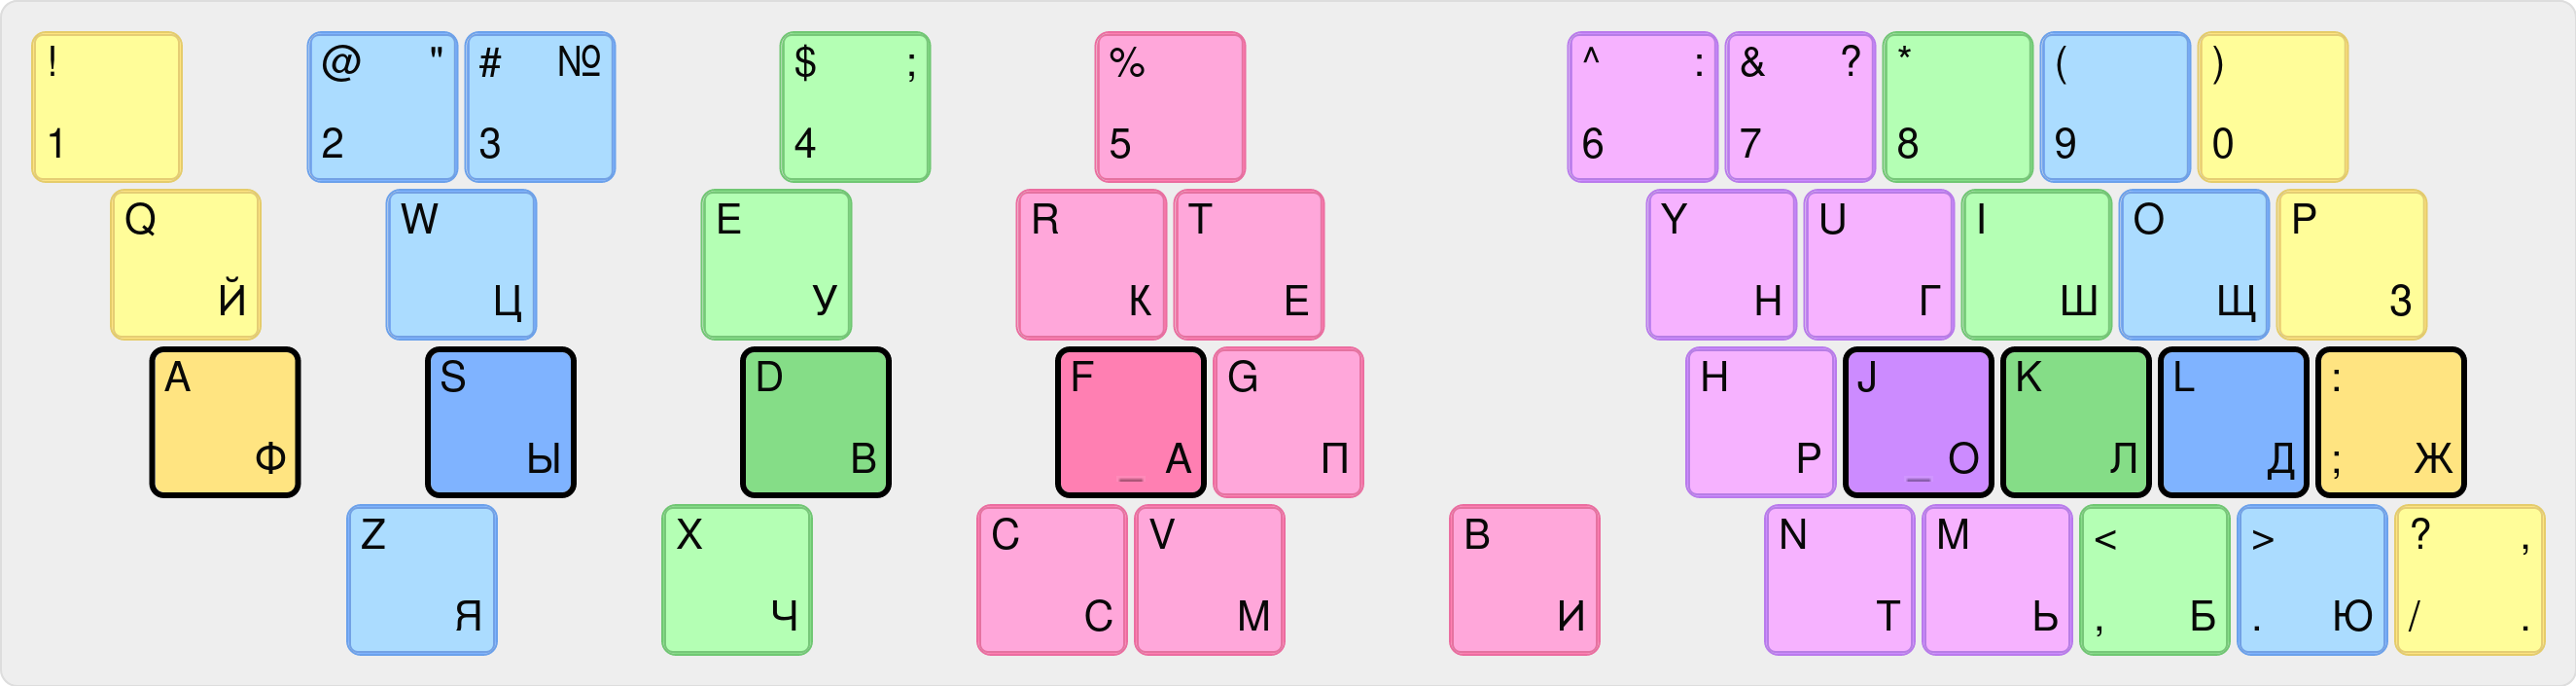 ! @ " # № $ ; % ^ : & ? * ( )
1 2 3 4 5 6 7 8 9 0
Q W E R T Y U I O P
Й Ц У К Е Н Г Ш Щ З
A S D F G H J K L :
Ф Ы В _ А П Р _ О Л Д ; Ж
Z X C V B N M < > ? ,
Я Ч С М И Т Ь , Б . Ю / .